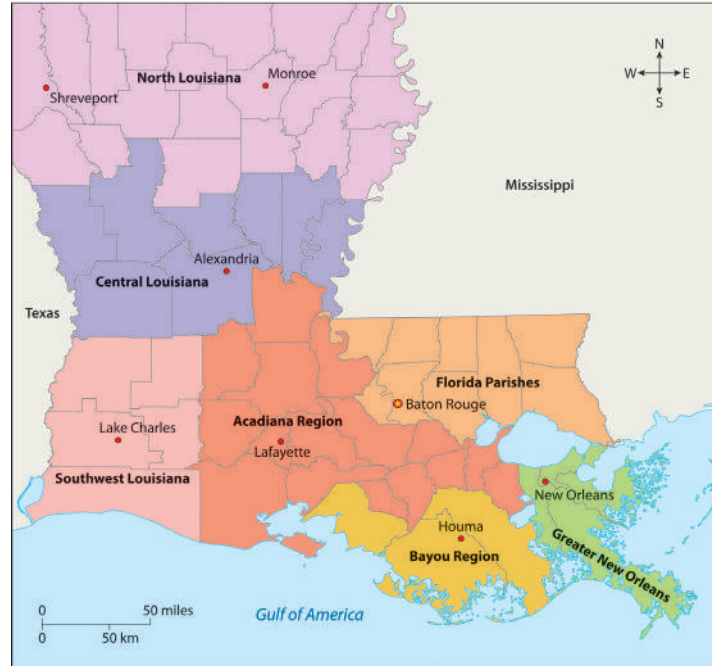 North Louisiana
Monroe
Shreveport
N
W E
S
Mississippi
Alexandria
Central Louisiana
Texas
Florida Parishes
Baton Rouge
Lake Charles
Acadiana Region
Lafayette
Southwest Louisiana
New Orleans
Houma
Bayou Region
Greater New Orleans
0 50 miles
0 50 km
Gulf of America